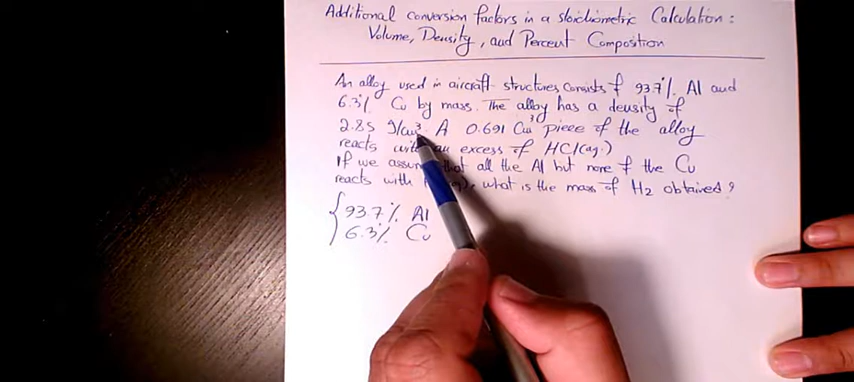 Additional conversion factors in a stoichiometric Calculation:
Volume, Density, and Percent Composition
An alloy used in aircraft structures consists of 93.7% Al and
6.3% Cu by mass. The alloy has a density of
2.85 g/cm³. A 0.691 cm³ piece of the alloy
reacts with an excess of HCl(aq.)
If we assume that all the Al but none of the Cu
reacts with what is the mass of H2 obtained?
93.7% Al
6.3% Cu